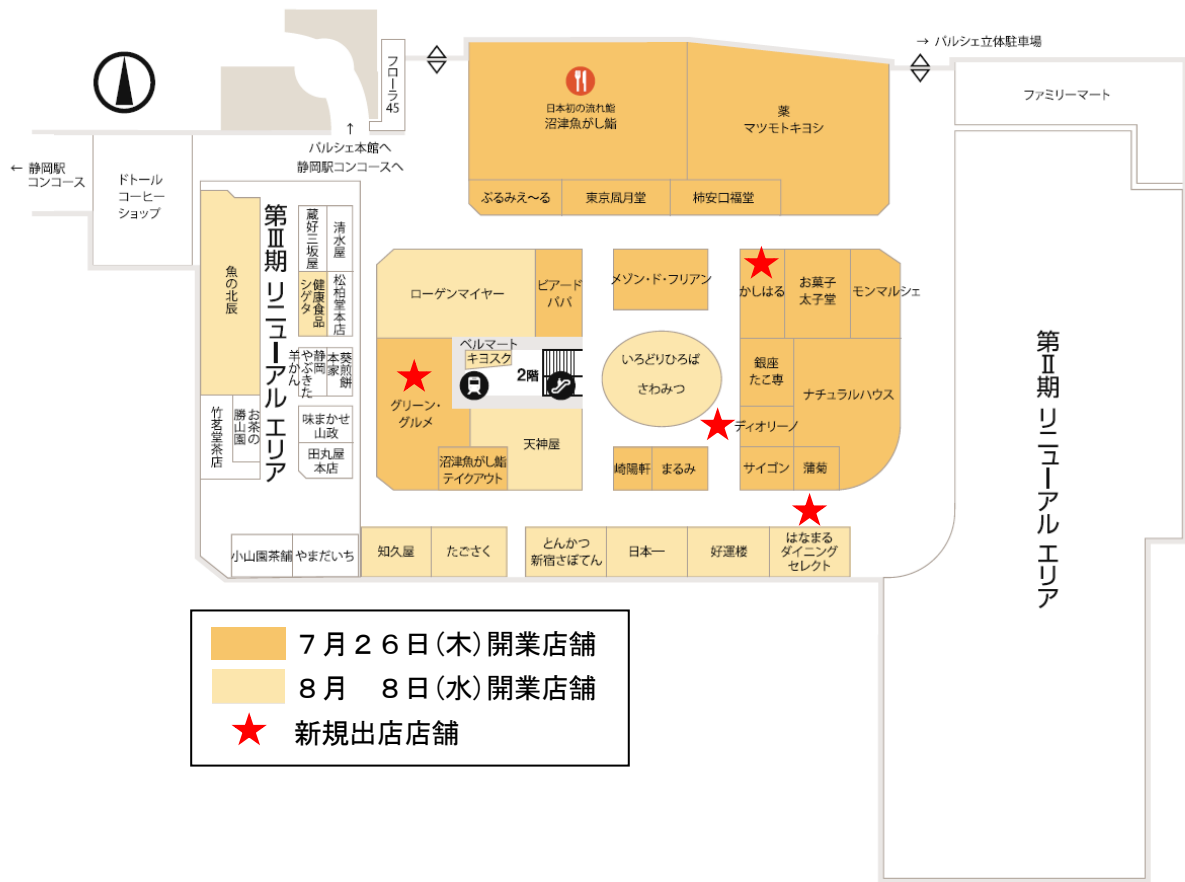 → パルシェ立体駐車場
フローラ45
日本初の流れ鮨
沼津魚がし鮨
薬
マツモトキヨシ
ファミリーマート
↑
パルシェ本館へ
静岡駅コンコースへ
← 静岡駅
コンコース
ドトール
コーヒー
ショップ
ぶるみえ~る
東京凮月堂
柿安口福堂
第Ⅲ期 リニューアル エリア
魚の北辰
蔵好三坂屋
清水屋
健康食品
シゲタ
松柏堂本店
静岡
やぶきた
羊かん
葵煎餅
本家
味まかせ
山政
田丸屋
本店
竹茗堂茶店
お茶の
勝山園
小山園茶舗
やまだいち
ローゲンマイヤー
ビアード
パパ
メゾン・ド・フリアン
かしはる
お菓子
太子堂
モンマルシェ
ベルマート
キヨスク
2階
グリーン・
グルメ
いろどりひろば
さわみつ
銀座
たこ専
ナチュラルハウス
ディオリーノ
天神屋
沼津魚がし鮨
テイクアウト
崎陽軒
まるみ
サイゴン
蒲菊
知久屋
たごさく
とんかつ
新宿さぼてん
日本一
好運楼
はなまる
ダイニング
セレクト
第Ⅱ期 リニューアル エリア
7月26日(木)開業店舗
8月 8日(水)開業店舗
★ 新規出店店舗